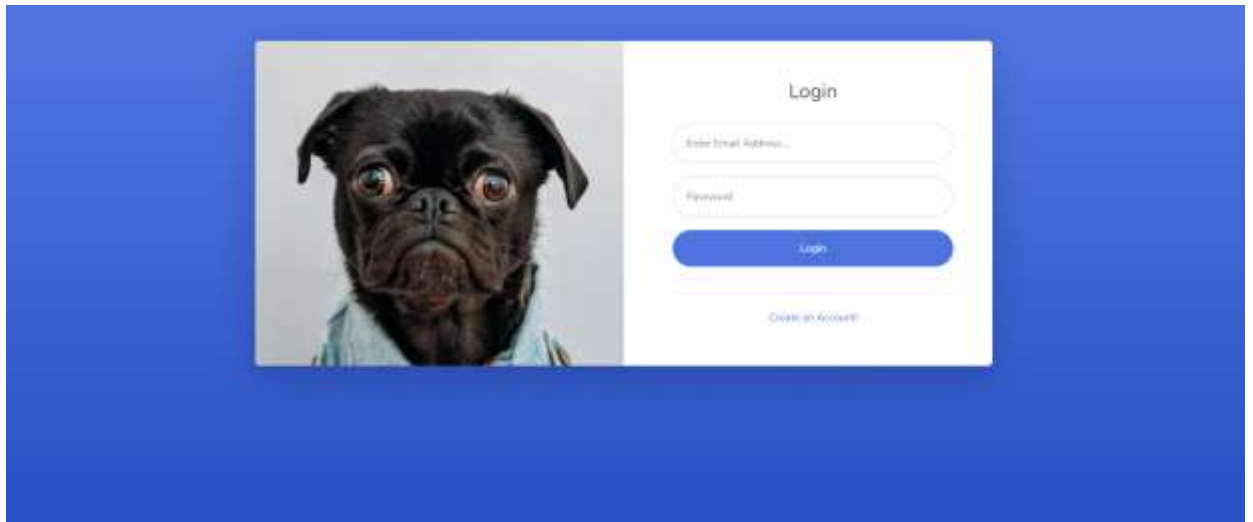 Login
Enter Email Address...
Password
Login
Create an Account!